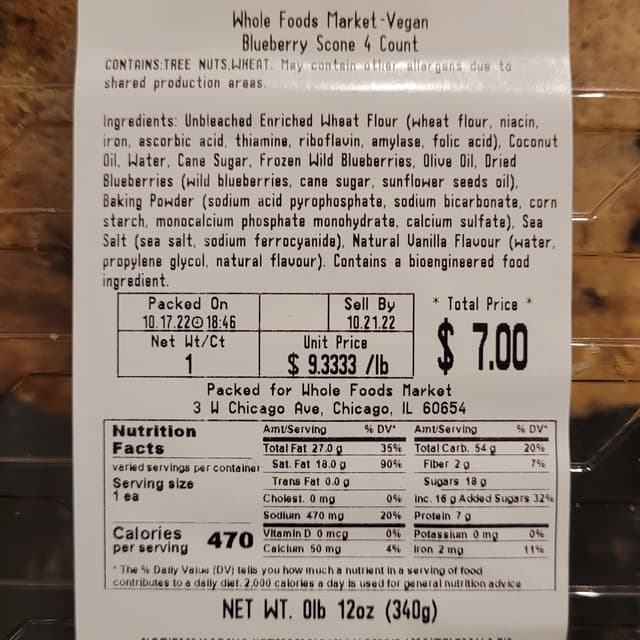 Whole Foods Market-Vegan
Blueberry Scone 4 Count
CONTAINS:TREE NUTS,WHEAT. May contain other allergens due to
shared production areas.
Ingredients: Unbleached Enriched Wheat Flour (wheat flour, niacin,
iron, ascorbic acid, thiamine, riboflavin, amylase, folic acid), Coconut
Oil, Water, Cane Sugar, Frozen Wild Blueberries, Olive Oil, Dried
Blueberries (wild blueberries, cane sugar, sunflower seeds oil),
Baking Powder (sodium acid pyrophosphate, sodium bicarbonate, corn
starch, monocalcium phosphate monohydrate, calcium sulfate), Sea
Salt (sea salt, sodium ferrocyanide), Natural Vanilla Flavour (water,
propylene glycol, natural flavour). Contains a bioengineered food
ingredient.
Packed On Sell By * Total Price *
10.17.22 18:46 10.21.22
Net Wt/Ct Unit Price $ 7.00
1 $ 9.3333 /lb
Packed for Whole Foods Market
3 W Chicago Ave, Chicago, IL 60654
Nutrition
Facts
varied servings per container
Serving size
1 ea
Calories
per serving 470
Amt/Serving % DV*
Total Fat 27.0 g 35%
Sat. Fat 18.0 g 90%
Trans Fat 0.0 g
Cholest. 0 mg 0%
Sodium 470 mg 20%
Vitamin D 0 mcg 0%
Calcium 50 mg 4%
Amt/Serving % DV*
Total Carb. 54 g 20%
Fiber 2 g 7%
Sugars 18 g
Inc. 16 g Added Sugars 32%
Protein 7 g
Potassium 0 mg 0%
Iron 2 mg 11%
* The % Daily Value (DV) tells you how much a nutrient in a serving of food
contributes to a daily diet. 2,000 calories a day is used for general nutrition advice
NET WT. 0lb 12oz (340g)